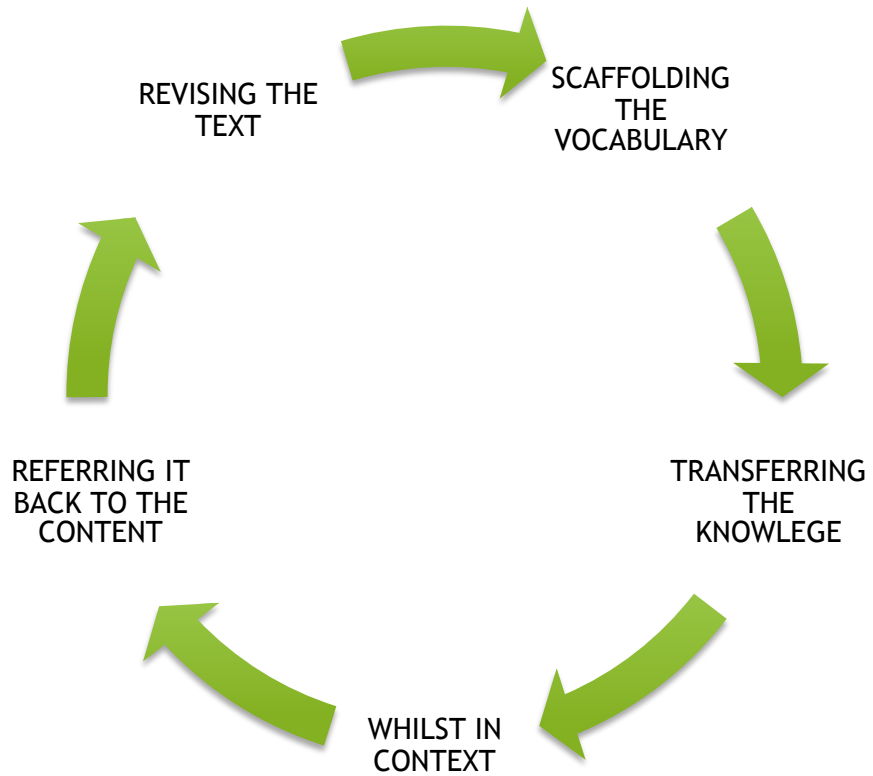 REVISING THE
TEXT
SCAFFOLDING
THE
VOCABULARY
TRANSFERRING
THE
KNOWLEGE
WHILST IN
CONTEXT
REFERRING IT
BACK TO THE
CONTENT